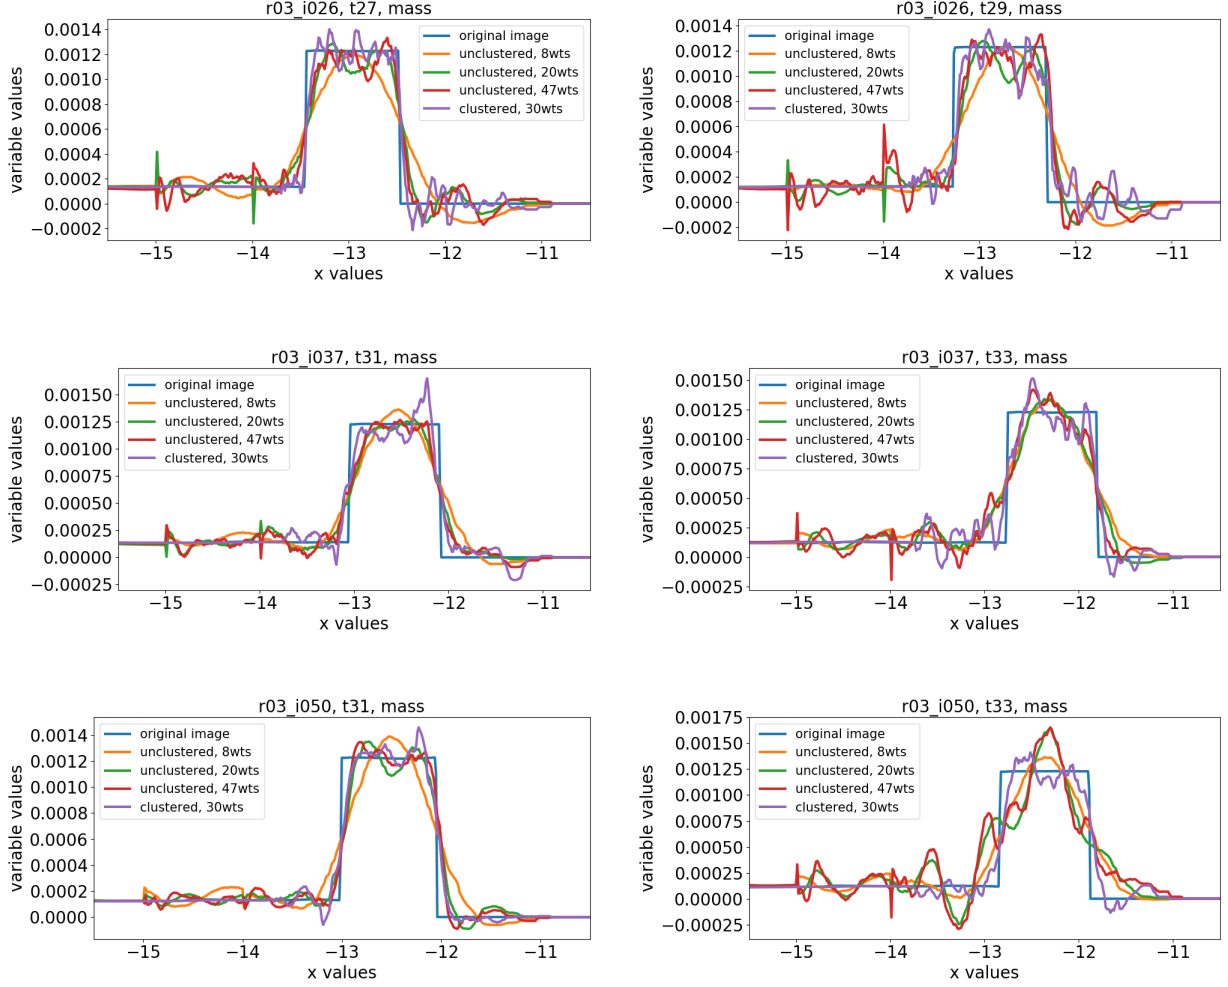 r03_i026, t27, mass
variable values
0.0014
0.0012
0.0010
0.0008
0.0006
0.0004
0.0002
0.0000
−0.0002
original image
unclustered, 8wts
unclustered, 20wts
unclustered, 47wts
clustered, 30wts
−15 −14 −13 −12 −11
x values
r03_i026, t29, mass
variable values
0.0014
0.0012
0.0010
0.0008
0.0006
0.0004
0.0002
0.0000
−0.0002
original image
unclustered, 8wts
unclustered, 20wts
unclustered, 47wts
clustered, 30wts
−15 −14 −13 −12 −11
x values
r03_i037, t31, mass
variable values
0.00150
0.00125
0.00100
0.00075
0.00050
0.00025
0.00000
−0.00025
original image
unclustered, 8wts
unclustered, 20wts
unclustered, 47wts
clustered, 30wts
−15 −14 −13 −12 −11
x values
r03_i037, t33, mass
variable values
0.00150
0.00125
0.00100
0.00075
0.00050
0.00025
0.00000
−0.00025
original image
unclustered, 8wts
unclustered, 20wts
unclustered, 47wts
clustered, 30wts
−15 −14 −13 −12 −11
x values
r03_i050, t31, mass
variable values
0.0014
0.0012
0.0010
0.0008
0.0006
0.0004
0.0002
0.0000
original image
unclustered, 8wts
unclustered, 20wts
unclustered, 47wts
clustered, 30wts
−15 −14 −13 −12 −11
x values
r03_i050, t33, mass
variable values
0.00175
0.00150
0.00125
0.00100
0.00075
0.00050
0.00025
0.00000
−0.00025
original image
unclustered, 8wts
unclustered, 20wts
unclustered, 47wts
clustered, 30wts
−15 −14 −13 −12 −11
x values